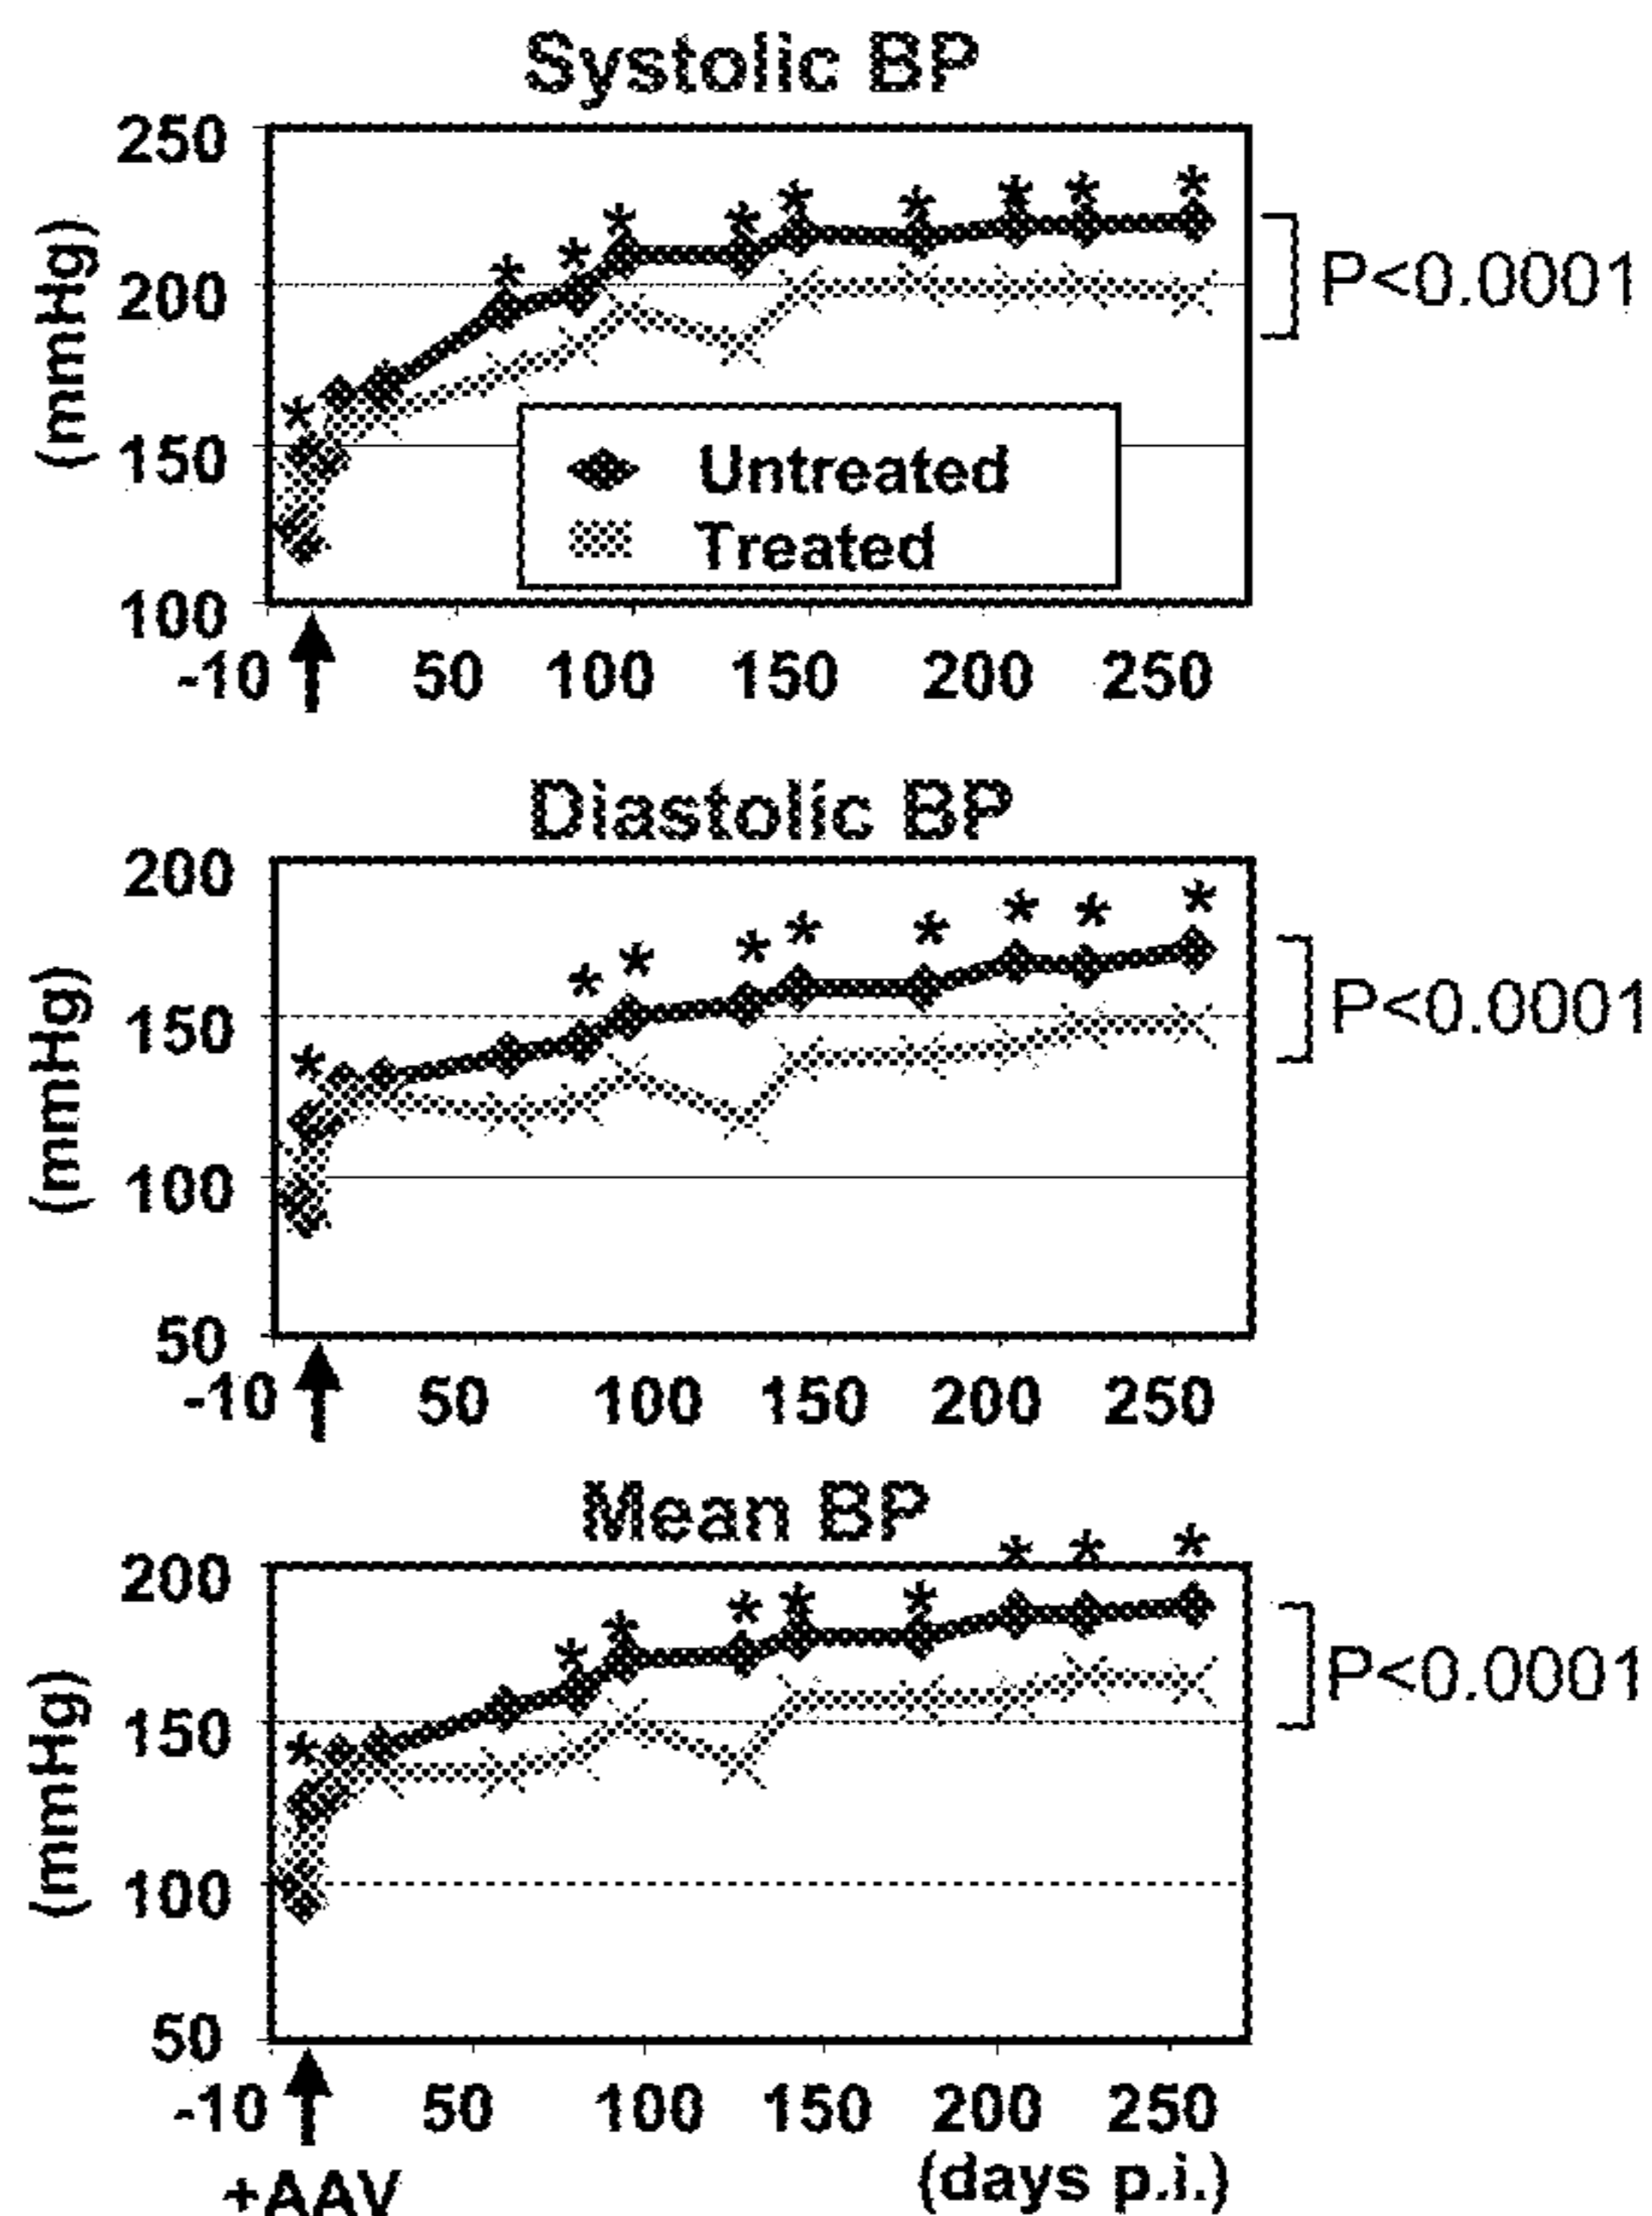 Systolic BP
250
200
150
100
(mmHg)
* * * * * * * * * *
P<0.0001
Untreated
Treated
-10 50 100 150 200 250
Diastolic BP
200
150
100
50
(mmHg)
* * * * * * * * *
P<0.0001
-10 50 100 150 200 250
Mean BP
200
150
100
50
(mmHg)
* * * * * * * * *
P<0.0001
-10 50 100 150 200 250
+AAV (days p.i.)